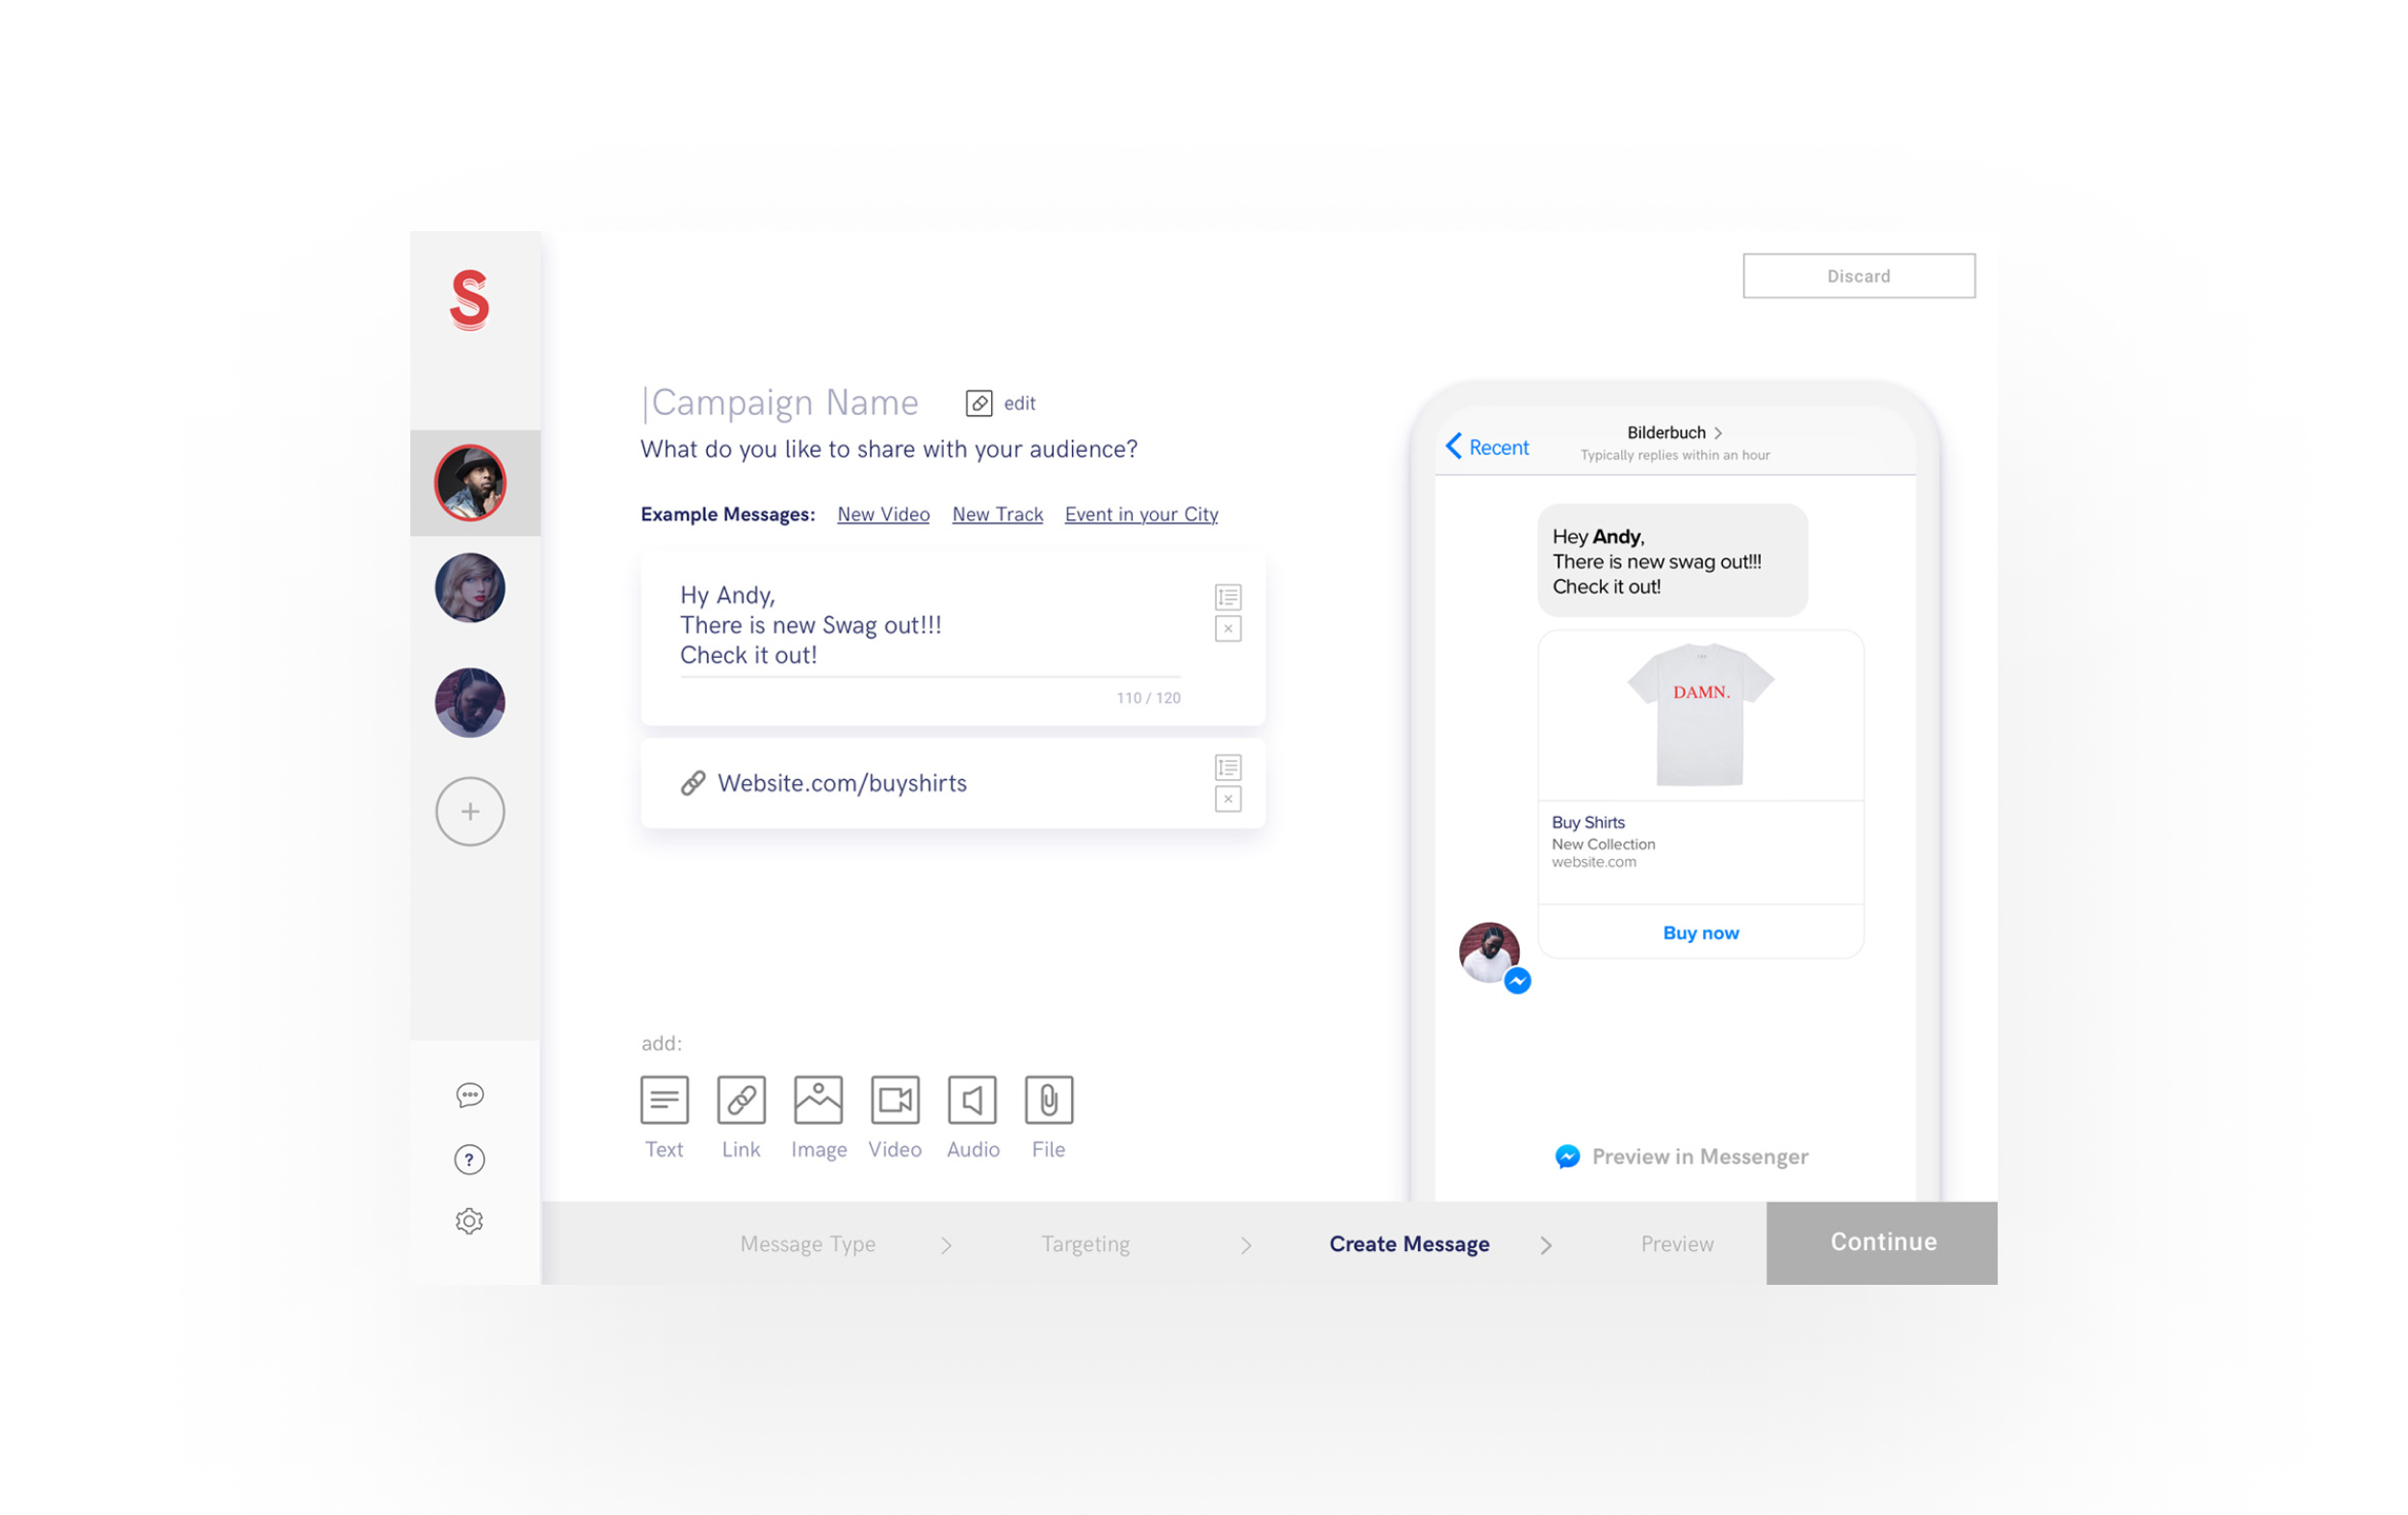 S
Discard
Campaign Name
edit
What do you like to share with your audience?
Example Messages: New Video New Track Event in your City
Hy Andy,
There is new Swag out!!!
Check it out!
110 / 120
Website.com/buyshirts
add:
Text Link Image Video Audio File
Recent
Bilderbuch
Typically replies within an hour
Hey Andy,
There is new swag out!!!
Check it out!
DAMN.
Buy Shirts
New Collection
website.com
Buy now
Preview in Messenger
?
Message Type > Targeting > Create Message > Preview
Continue